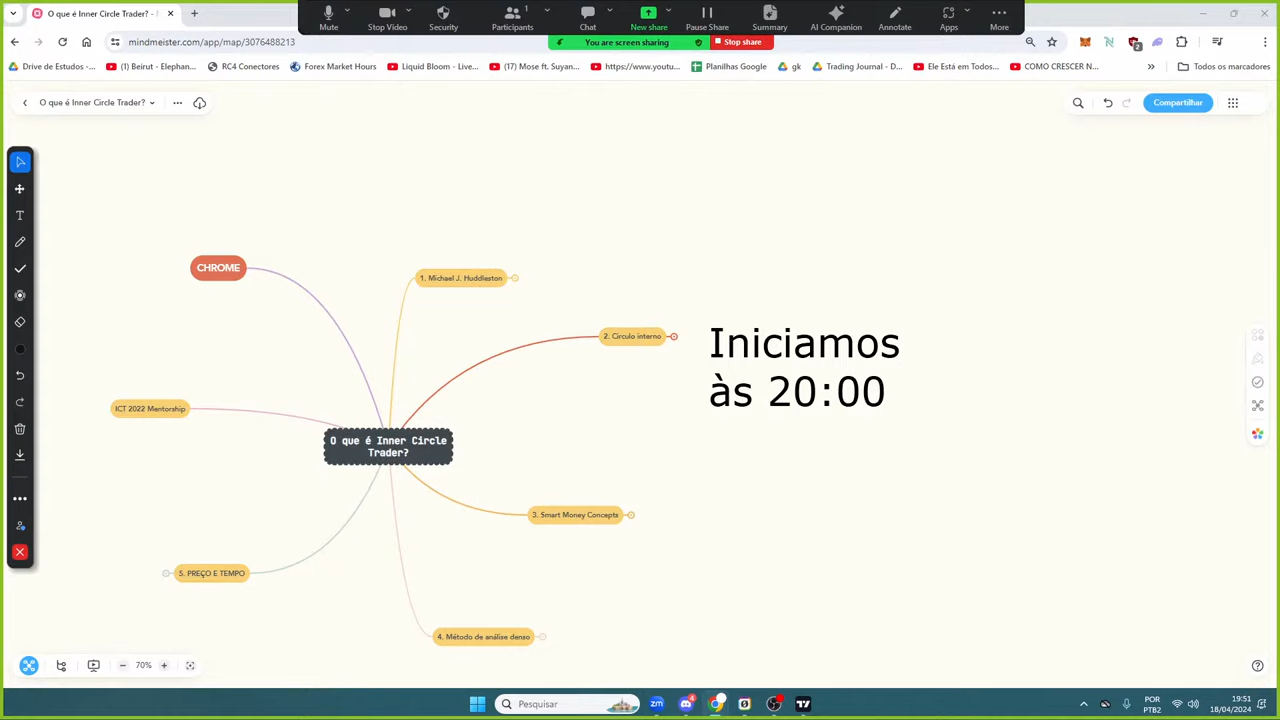 O que é Inner Circle Trader? -
Mute
Stop Video
Security
Participants
1
Chat
New share
Pause Share
Summary
AI Companion
Annotate
Apps
More
You are screen sharing
Stop share
mindmeister.com/app/map/3076488213
2
Drive de Estudos -...
(1) Beirut - Elephan...
RC4 Conectores
Forex Market Hours
Liquid Bloom - Live...
(17) Mose ft. Suyan...
https://www.youtu...
Planilhas Google
gk
Trading Journal - D...
Ele Está em Todos...
COMO CRESCER N...
Todos os marcadores
O que é Inner Circle Trader?
Compartilhar
CHROME
1. Michael J. Huddleston
2. Círculo interno
Iniciamos
às 20:00
ICT 2022 Mentorship
O que é Inner Circle
Trader?
3. Smart Money Concepts
5. PREÇO E TEMPO
4. Método de análise denso
70%
Pesquisar
zm
4
POR
PTB2
19:51
18/04/2024